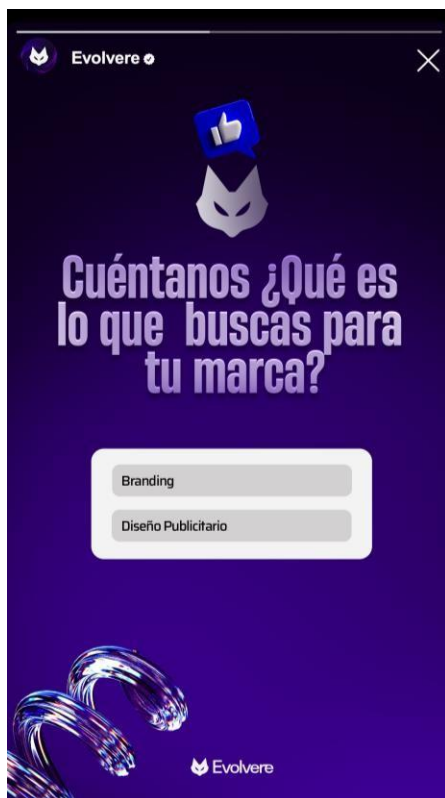 Evolvere
Cuéntanos ¿Qué es
lo que buscas para
tu marca?
Branding
Diseño Publicitario
Evolvere